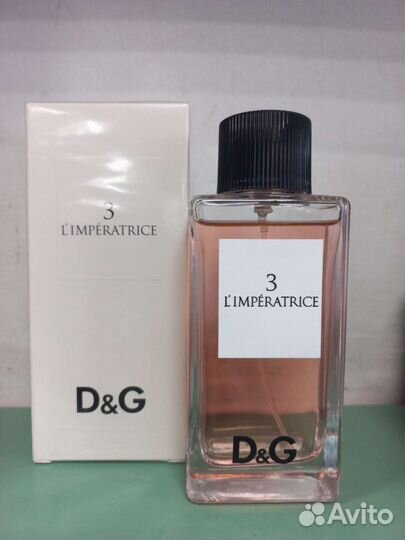 3
L'IMPÉRATRICE
D&G
3
L'IMPÉRATRICE
D&G
Avito